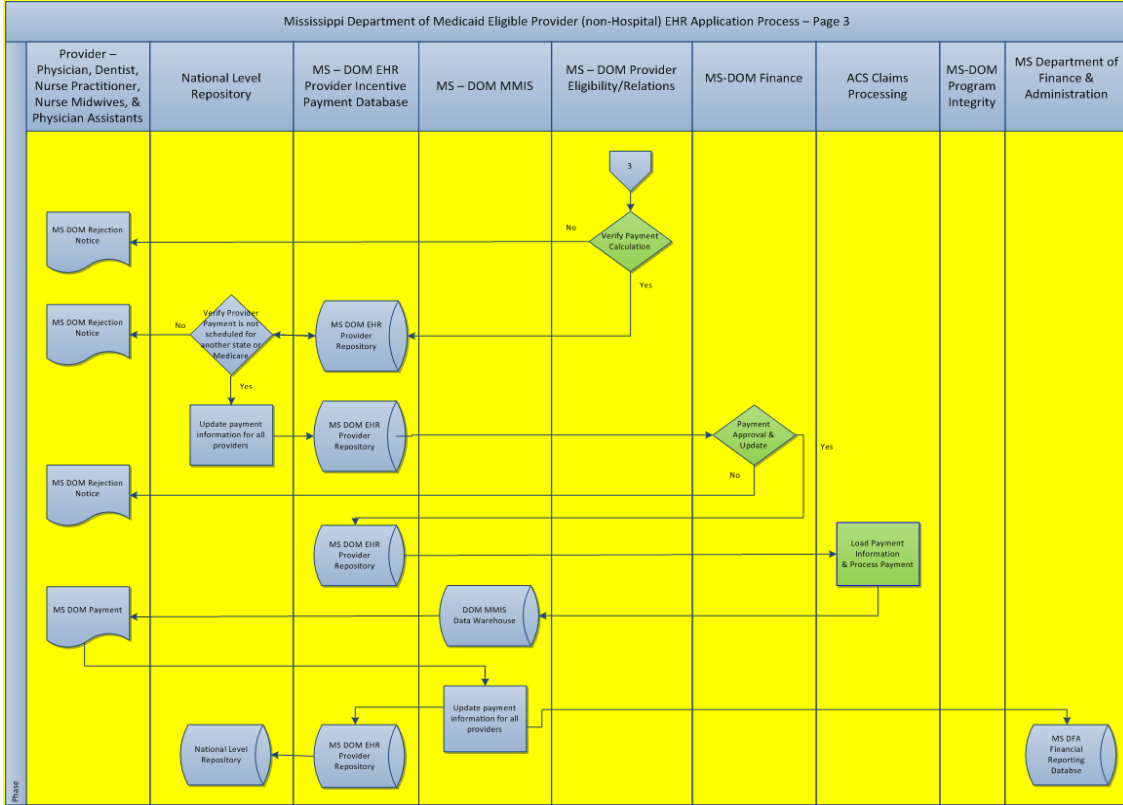 Mississippi Department of Medicaid Eligible Provider (non-Hospital) EHR Application Process – Page 3
Provider –
Physician, Dentist,
Nurse Practitioner,
Nurse Midwives, &
Physician Assistants
National Level
Repository
MS – DOM EHR
Provider Incentive
Payment Database
MS – DOM MMIS
MS – DOM Provider
Eligibility/Relations
MS-DOM Finance
ACS Claims
Processing
MS-DOM
Program
Integrity
MS Department of
Finance &
Administration
3
Verify Payment
Calculation
No
Yes
MS DOM Rejection
Notice
MS DOM EHR
Provider
Repository
Verify Provider
Payment is not
scheduled for
another state or
Medicare
No
Yes
MS DOM Rejection
Notice
Update payment
information for all
providers
MS DOM EHR
Provider
Repository
Payment
Approval &
Update
Yes
No
MS DOM Rejection
Notice
MS DOM EHR
Provider
Repository
Load Payment
Information
& Process Payment
DOM MMIS
Data Warehouse
MS DOM Payment
Update payment
information for all
providers
MS DOM EHR
Provider
Repository
National Level
Repository
MS DFA
Financial
Reporting
Databse
Phase